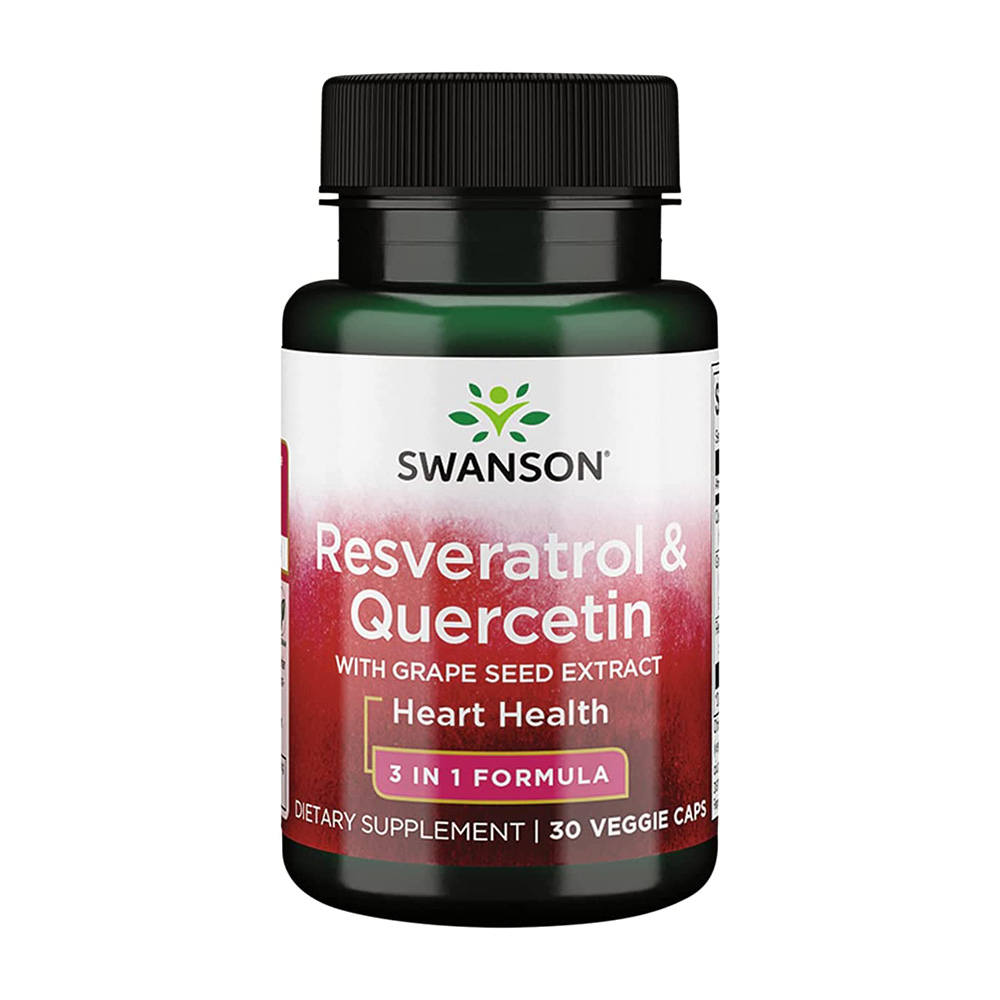 SWANSON®
Resveratrol &
Quercetin
WITH GRAPE SEED EXTRACT
Heart Health
3 IN 1 FORMULA
DIETARY SUPPLEMENT | 30 VEGGIE CAPS